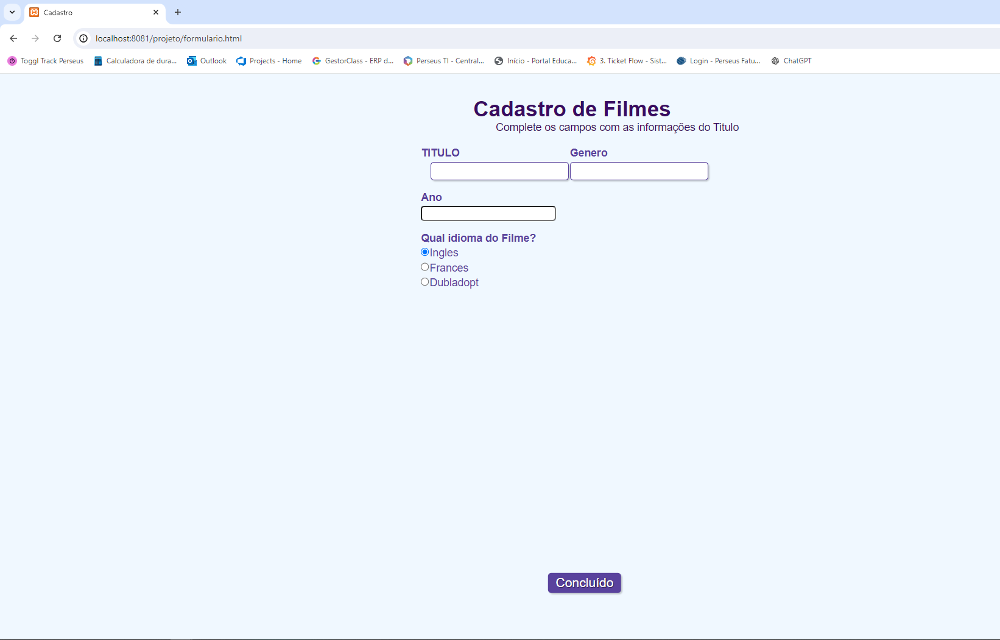 Cadastro
localhost:8081/projeto/formulario.html
Toggl Track Perseus Calculadora de dura... Outlook Projects - Home GestorClass - ERP d... Perseus TI - Central... Início - Portal Educa... 3. Ticket Flow - Sist... Login - Perseus Fatu... ChatGPT
Cadastro de Filmes
Complete os campos com as informações do Titulo
TITULO Genero
Ano
Qual idioma do Filme?
Ingles
Frances
Dubladopt
Concluído